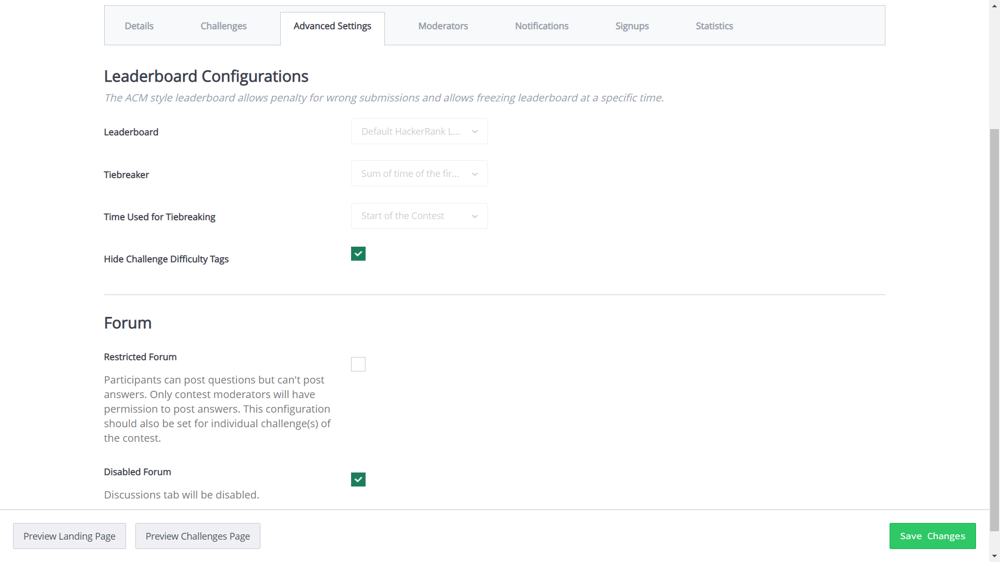 Details Challenges Advanced Settings Moderators Notifications Signups Statistics
Leaderboard Configurations
The ACM style leaderboard allows penalty for wrong submissions and allows freezing leaderboard at a specific time.
Leaderboard Default HackerRank L...
Tiebreaker Sum of time of the fir...
Time Used for Tiebreaking Start of the Contest
Hide Challenge Difficulty Tags
Forum
Restricted Forum
Participants can post questions but can't post
answers. Only contest moderators will have
permission to post answers. This configuration
should also be set for individual challenge(s) of
the contest.
Disabled Forum
Discussions tab will be disabled.
Preview Landing Page Preview Challenges Page Save Changes